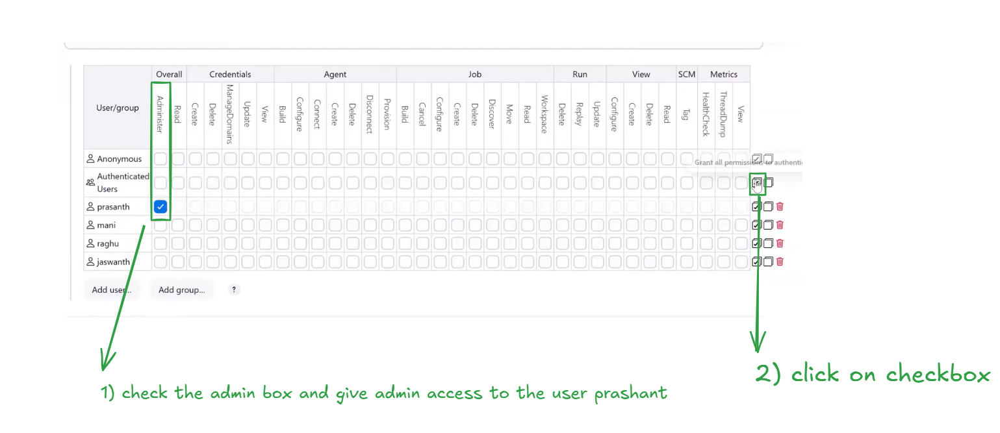 Overall Credentials Agent Job Run View SCM Metrics
User/group Administer Read Create Delete ManageDomains Update View Build Configure Connect Create Delete Disconnect Provision Build Cancel Configure Create Delete Discover Move Read Workspace Delete Replay Update Configure Create Delete Read Tag HealthCheck ThreadDump View
Anonymous
Grant all permissions to authenti
Authenticated
Users
prasanth
mani
raghu
jaswanth
Add user... Add group... ?
2) click on checkbox
1) check the admin box and give admin access to the user prashant